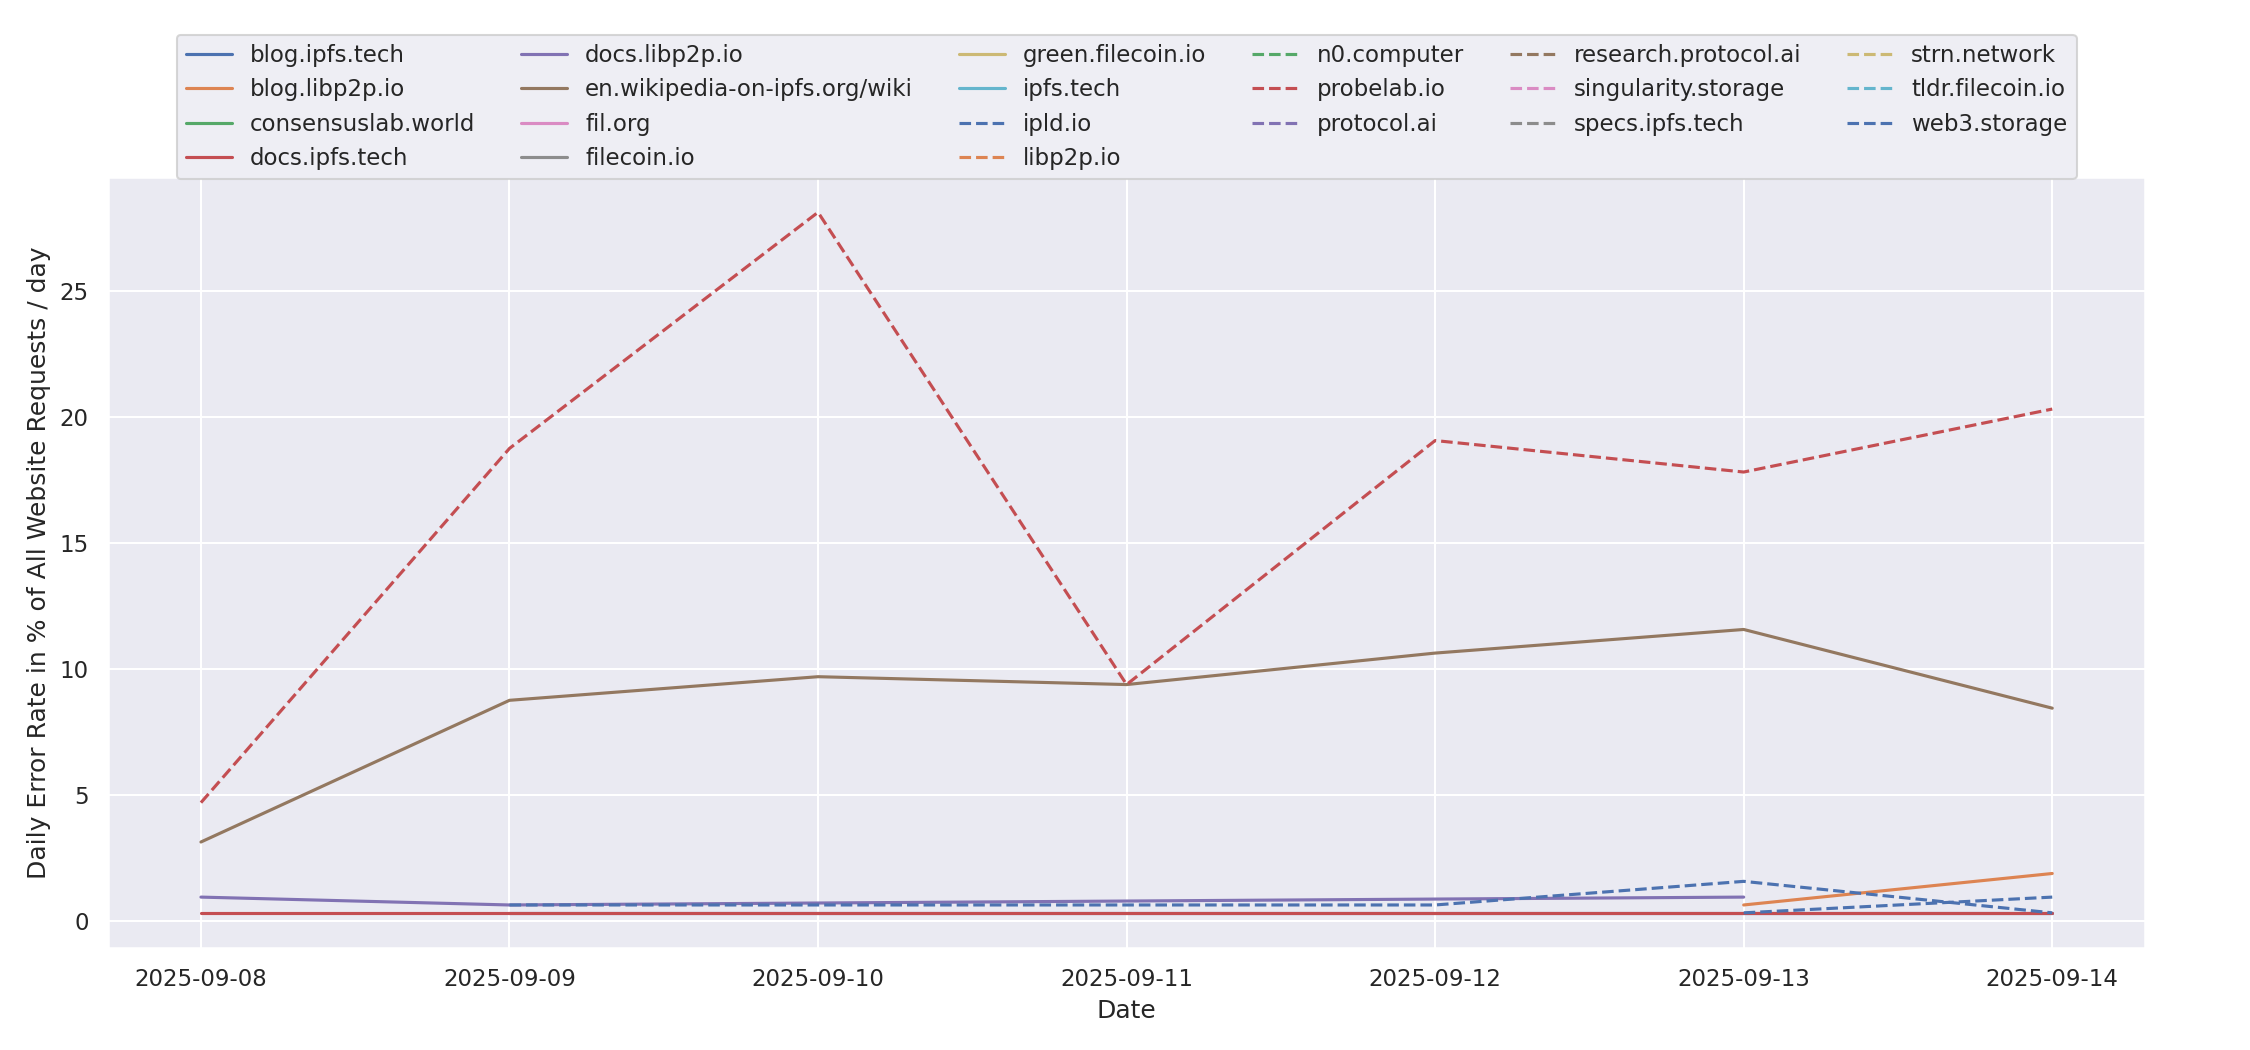 blog.ipfs.tech
blog.libp2p.io
consensuslab.world
docs.ipfs.tech
docs.libp2p.io
en.wikipedia-on-ipfs.org/wiki
fil.org
filecoin.io
green.filecoin.io
ipfs.tech
ipld.io
libp2p.io
n0.computer
probelab.io
protocol.ai
research.protocol.ai
singularity.storage
specs.ipfs.tech
strn.network
tldr.filecoin.io
web3.storage
Daily Error Rate in % of All Website Requests / day
25
20
15
10
5
0
2025-09-08 2025-09-09 2025-09-10 2025-09-11 2025-09-12 2025-09-13 2025-09-14
Date